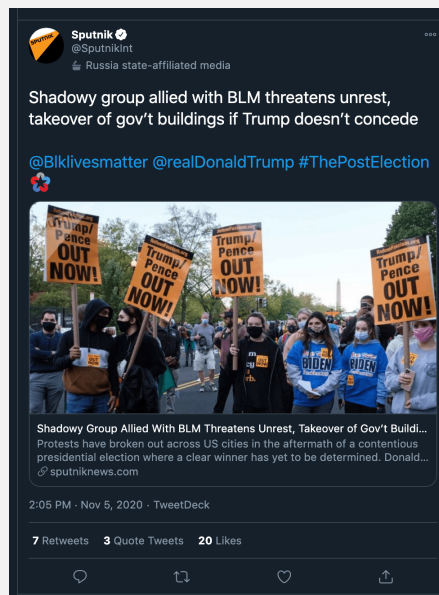 Sputnik
@SputnikInt
Russia state-affiliated media
Shadowy group allied with BLM threatens unrest,
takeover of gov't buildings if Trump doesn't concede
@Blklivesmatter @realDonaldTrump #ThePostElection
Trump/
Pence
OUT
NOW!
Trump/
Pence
OUT
NOW!
Trump/
Pence
OUT
NOW!
Trump/
Pence
OUT
NOW!
BIDEN
BIDEN
Shadowy Group Allied With BLM Threatens Unrest, Takeover of Gov't Buildi...
Protests have broken out across US cities in the aftermath of a contentious
presidential election where a clear winner has yet to be determined. Donald...
sputniknews.com
2:05 PM · Nov 5, 2020 · TweetDeck
7 Retweets 3 Quote Tweets 20 Likes